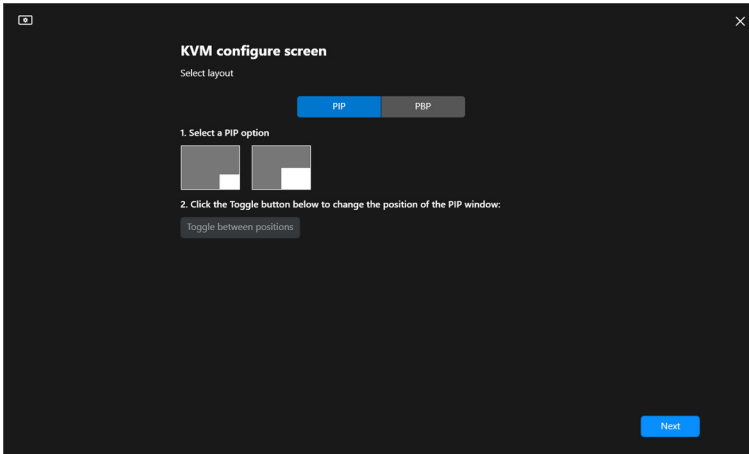 KVM configure screen
Select layout
PIP PBP
1. Select a PIP option
2. Click the Toggle button below to change the position of the PIP window:
Toggle between positions
Next